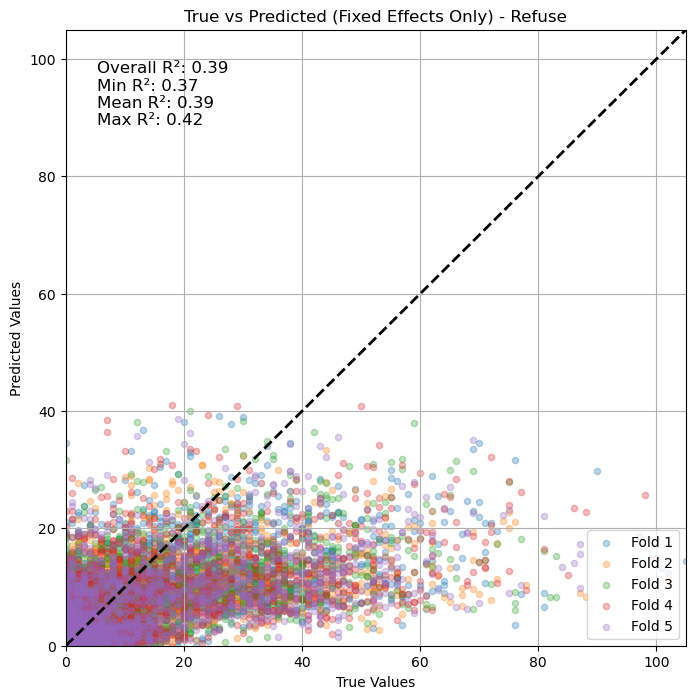 True vs Predicted (Fixed Effects Only) - Refuse
Overall R²: 0.39
Min R²: 0.37
Mean R²: 0.39
Max R²: 0.42
100
80
60
40
20
0
Predicted Values
Fold 1
Fold 2
Fold 3
Fold 4
Fold 5
0 20 40 60 80 100
True Values